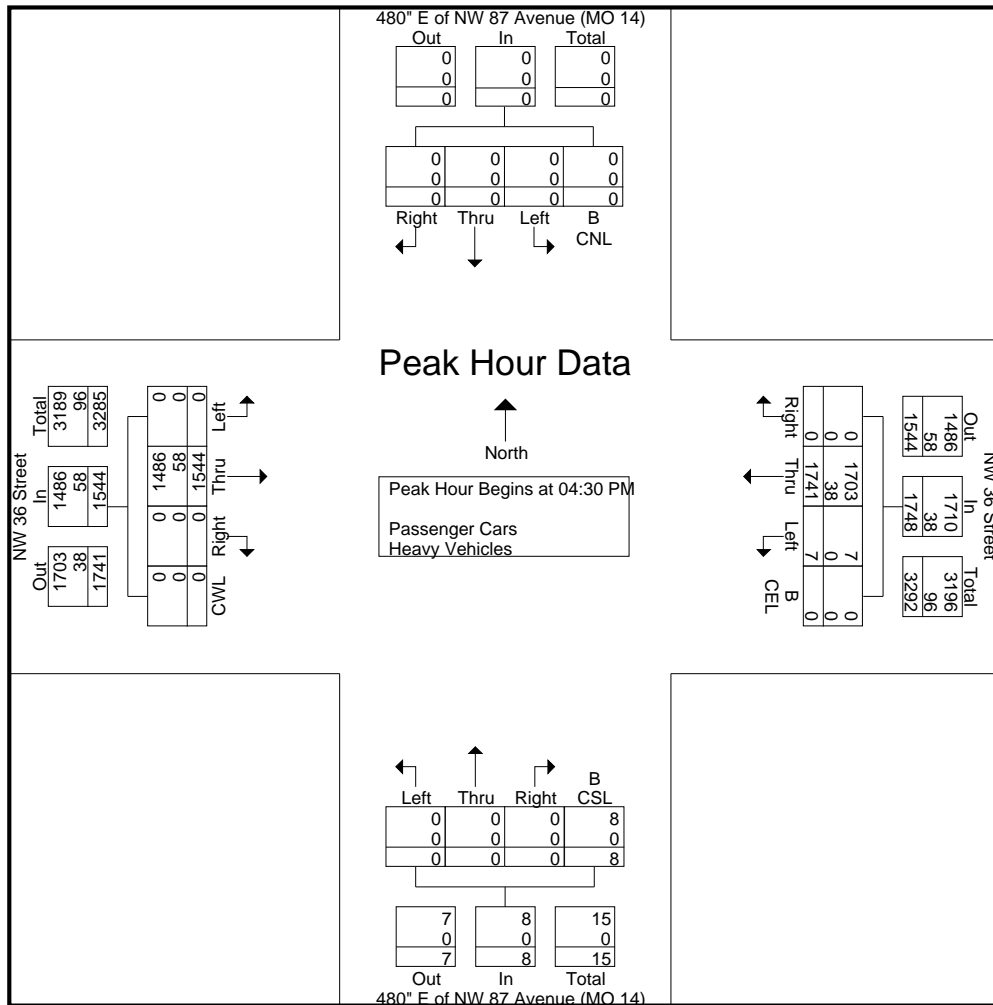 480" E of NW 87 Avenue (MO 14)
Out In Total
0 0 0
0 0 0
0 0 0
0 0 0 0
0 0 0 0
0 0 0 0
Right Thru Left B
CNL
Peak Hour Data
North
Peak Hour Begins at 04:30 PM
Passenger Cars
Heavy Vehicles
NW 36 Street
Total In Out
3189 1486 1703
96 58 38
3285 1544 1741
0 1486 0 0
0 58 0 0
0 1544 0 0
Left Thru Right CWL
Right Thru Left B
CEL
0 1703 7 0
0 38 0 0
0 1741 7 0
NW 36 Street
Out In Total
1486 1710 3196
58 38 96
1544 1748 3292
B
Left Thru Right CSL
0 0 0 8
0 0 0 0
0 0 0 8
7 8 15
0 0 0
7 8 15
Out In Total
480" E of NW 87 Avenue (MO 14)